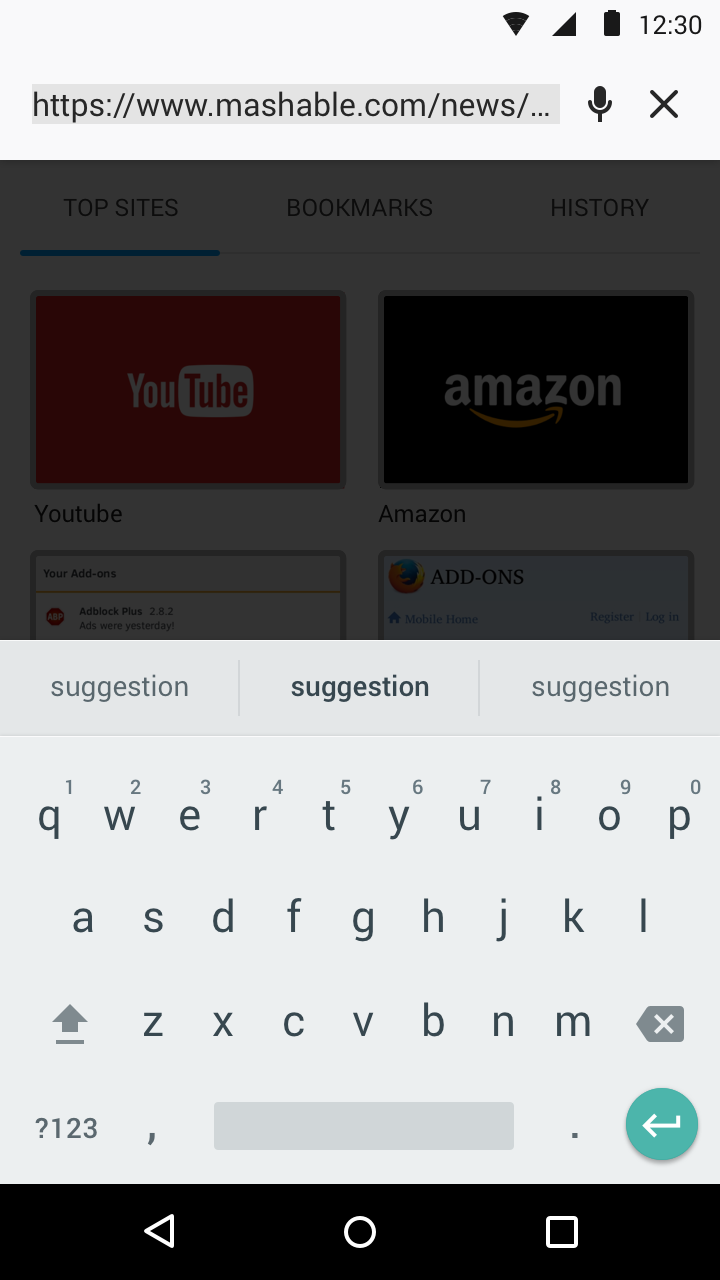 12:30
https://www.mashable.com/news/...
TOP SITES BOOKMARKS HISTORY
YouTube amazon
Youtube Amazon
Your Add-ons
ADD-ONS
ABP Adblock Plus 2.8.2
Ads were yesterday!
Mobile Home Register Log in
suggestion suggestion suggestion
1 2 3 4 5 6 7 8 9 0
q w e r t y u i o p
a s d f g h j k l
z x c v b n m
?123 , .